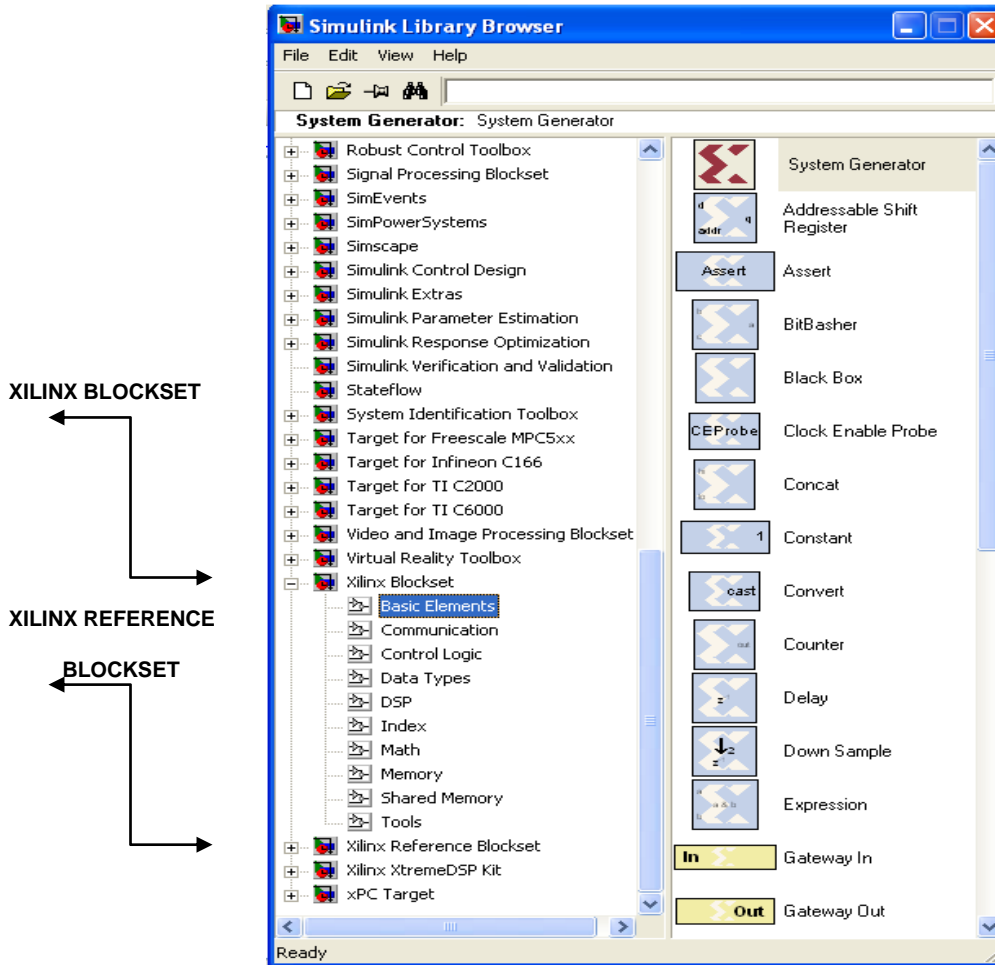 Simulink Library Browser
File Edit View Help
System Generator: System Generator
Robust Control Toolbox
Signal Processing Blockset
SimEvents
SimPowerSystems
Simscape
Simulink Control Design
Simulink Extras
Simulink Parameter Estimation
Simulink Response Optimization
Simulink Verification and Validation
Stateflow
System Identification Toolbox
Target for Freescale MPC5xx
Target for Infineon C166
Target for TI C2000
Target for TI C6000
Video and Image Processing Blockset
Virtual Reality Toolbox
Xilinx Blockset
Basic Elements
Communication
Control Logic
Data Types
DSP
Index
Math
Memory
Shared Memory
Tools
Xilinx Reference Blockset
Xilinx XtremeDSP Kit
xPC Target
System Generator
d
q
addr
Addressable Shift
Register
Assert Assert
BitBasher
Black Box
CEProbe Clock Enable Probe
Concat
1 Constant
cast Convert
out Counter
Delay
Down Sample
Expression
In Gateway In
Out Gateway Out
Ready
XILINX BLOCKSET
XILINX REFERENCE
BLOCKSET